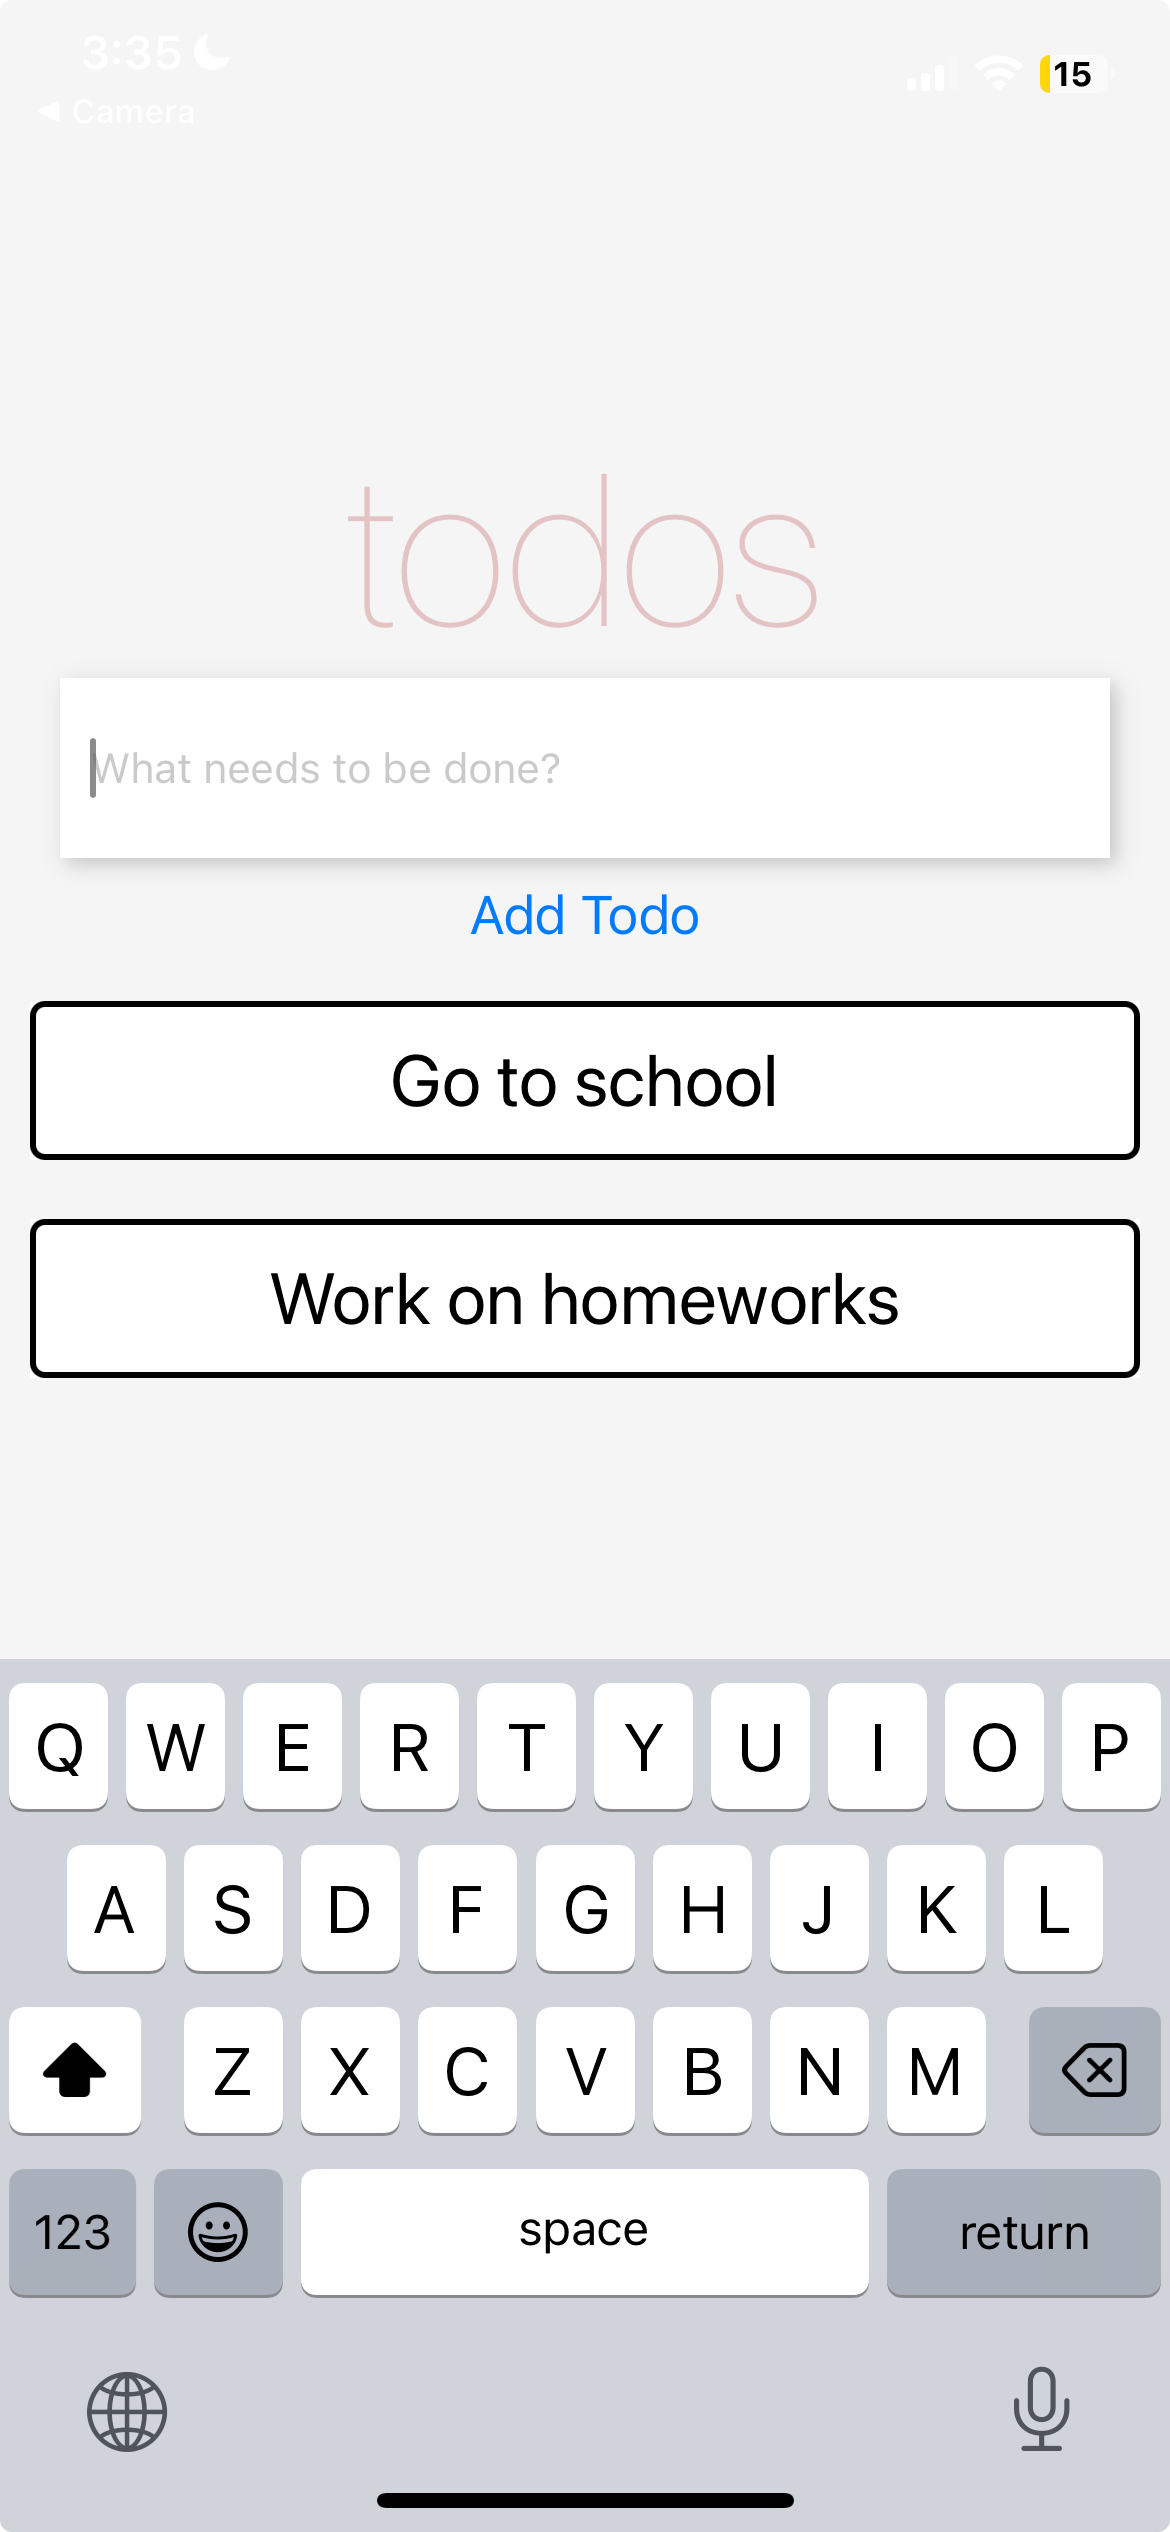 3:35
15
◀ Camera
todos
What needs to be done?
Add Todo
Go to school
Work on homeworks
Q W E R T Y U I O P
A S D F G H J K L
Z X C V B N M
123 space return